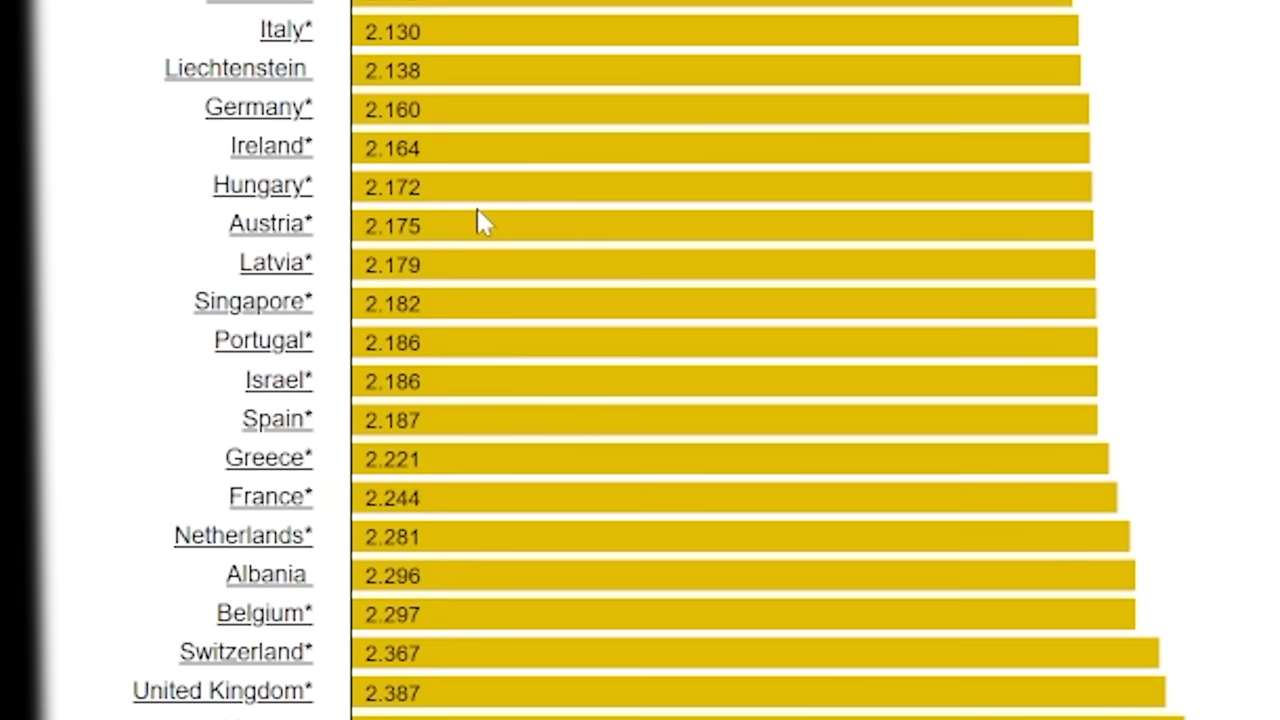 Italy* 2.130
Liechtenstein 2.138
Germany* 2.160
Ireland* 2.164
Hungary* 2.172
Austria* 2.175
Latvia* 2.179
Singapore* 2.182
Portugal* 2.186
Israel* 2.186
Spain* 2.187
Greece* 2.221
France* 2.244
Netherlands* 2.281
Albania 2.296
Belgium* 2.297
Switzerland* 2.367
United Kingdom* 2.387